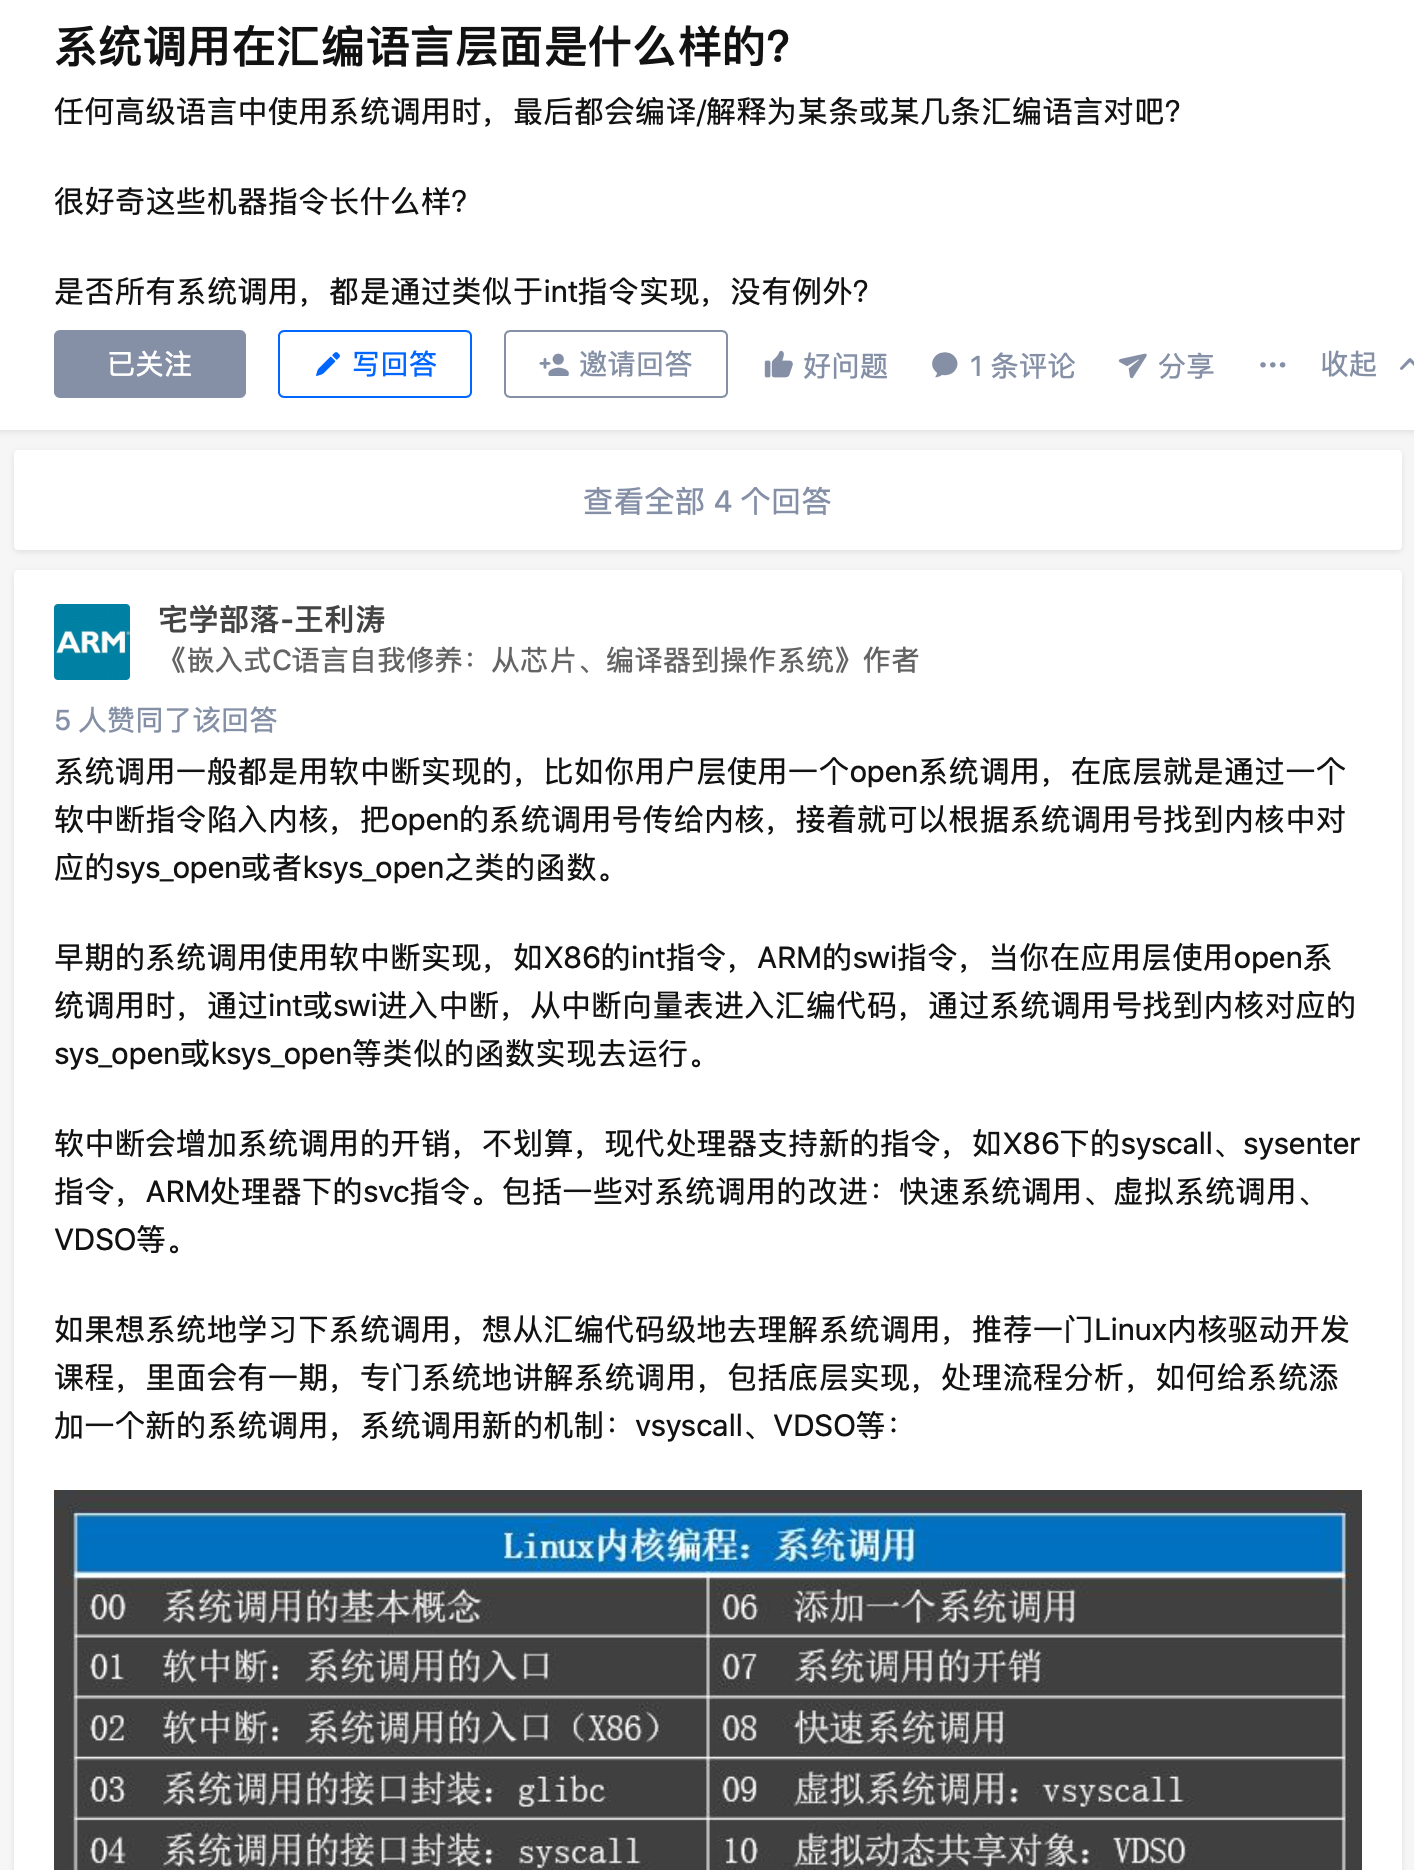 系统调用在汇编语言层面是什么样的？
任何高级语言中使用系统调用时，最后都会编译/解释为某条或某几条汇编语言对吧？
很好奇这些机器指令长什么样？
是否所有系统调用，都是通过类似于int指令实现，没有例外？
已关注 写回答 邀请回答 好问题 1 条评论 分享 ··· 收起
查看全部 4 个回答
ARM
宅学部落-王利涛
《嵌入式C语言自我修养：从芯片、编译器到操作系统》作者
5 人赞同了该回答
系统调用一般都是用软中断实现的，比如你用户层使用一个open系统调用，在底层就是通过一个
软中断指令陷入内核，把open的系统调用号传给内核，接着就可以根据系统调用号找到内核中对
应的sys_open或者ksys_open之类的函数。
早期的系统调用使用软中断实现，如X86的int指令，ARM的swi指令，当你在应用层使用open系
统调用时，通过int或swi进入中断，从中断向量表进入汇编代码，通过系统调用号找到内核对应的
sys_open或ksys_open等类似的函数实现去运行。
软中断会增加系统调用的开销，不划算，现代处理器支持新的指令，如X86下的syscall、sysenter
指令，ARM处理器下的svc指令。包括一些对系统调用的改进：快速系统调用、虚拟系统调用、
VDSO等。
如果想系统地学习下系统调用，想从汇编代码级地去理解系统调用，推荐一门Linux内核驱动开发
课程，里面会有一期，专门系统地讲解系统调用，包括底层实现，处理流程分析，如何给系统添
加一个新的系统调用，系统调用新的机制：vsyscall、VDSO等：
Linux内核编程：系统调用
00 系统调用的基本概念 06 添加一个系统调用
01 软中断：系统调用的入口 07 系统调用的开销
02 软中断：系统调用的入口（X86） 08 快速系统调用
03 系统调用的接口封装：glibc 09 虚拟系统调用：vsyscall
04 系统调用的接口封装：syscall 10 虚拟动态共享对象：VDSO